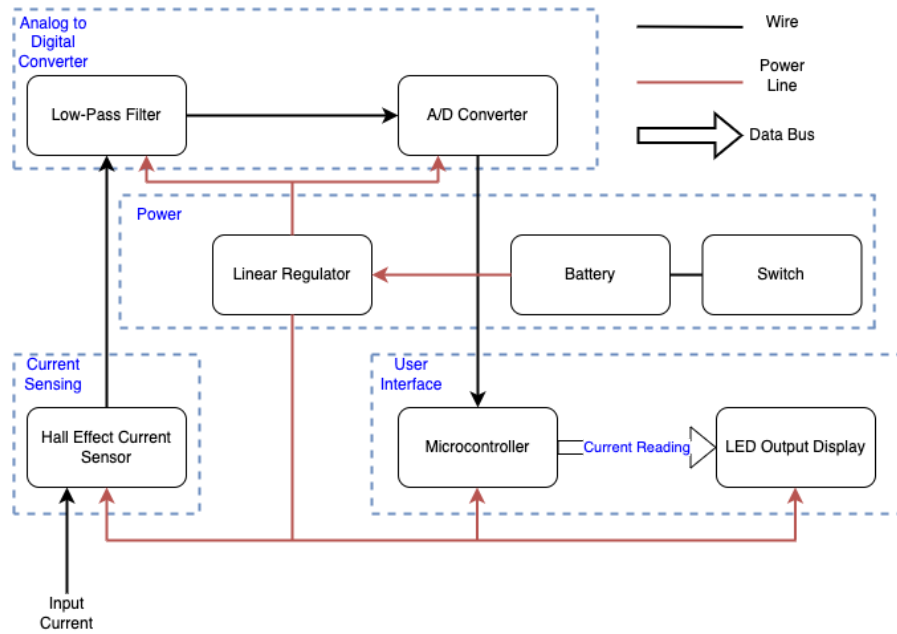 Analog to
Digital
Converter
Low-Pass Filter
A/D Converter
Wire
Power
Line
Data Bus
Power
Linear Regulator
Battery
Switch
Current
Sensing
Hall Effect Current
Sensor
User
Interface
Microcontroller
Current Reading
LED Output Display
Input
Current